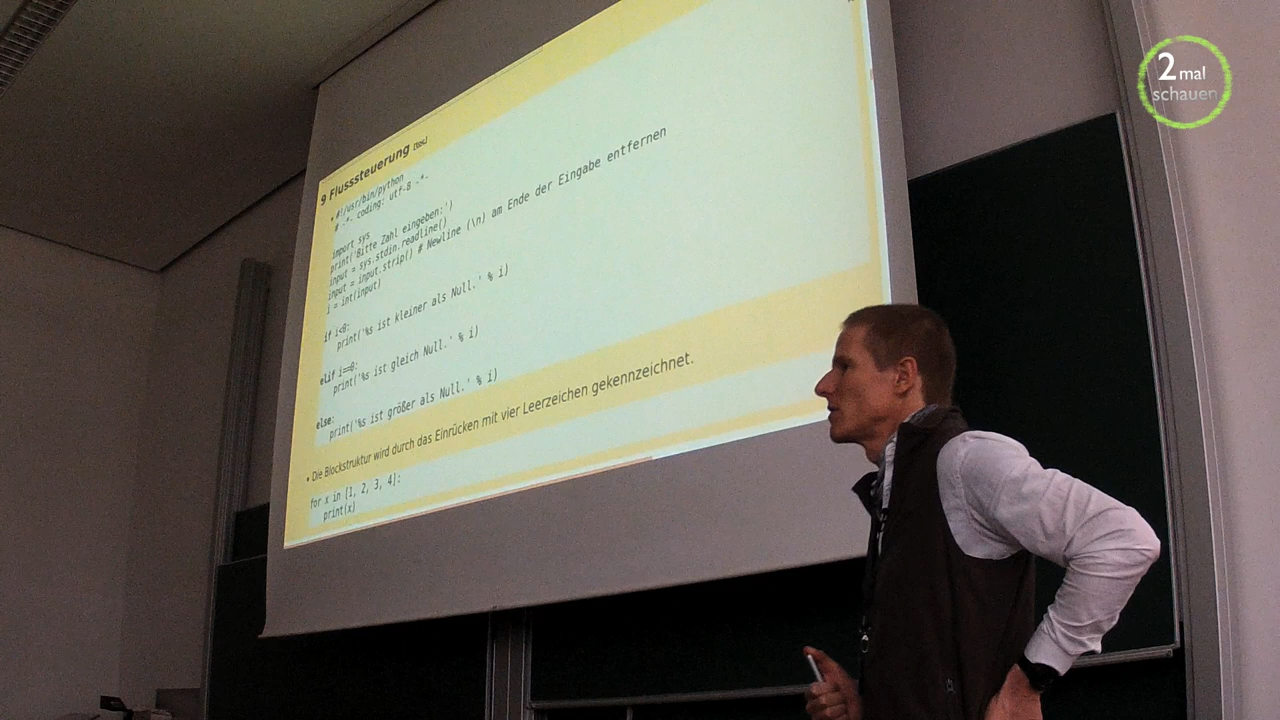 2 mal
schauen
9 Flusssteuerung
#!/usr/bin/python
# -*- coding: utf-8 -*-
import sys
print('Bitte Zahl eingeben:')
input = sys.stdin.readline()
input = input.strip() # Newline (\n) am Ende der Eingabe entfernen
i = int(input)
if i<0:
print('%s ist kleiner als Null.' % i)
elif i==0:
print('%s ist gleich Null.' % i)
else:
print('%s ist größer als Null.' % i)
• Die Blockstruktur wird durch das Einrücken mit vier Leerzeichen gekennzeichnet.
for x in [1, 2, 3, 4]:
print(x)